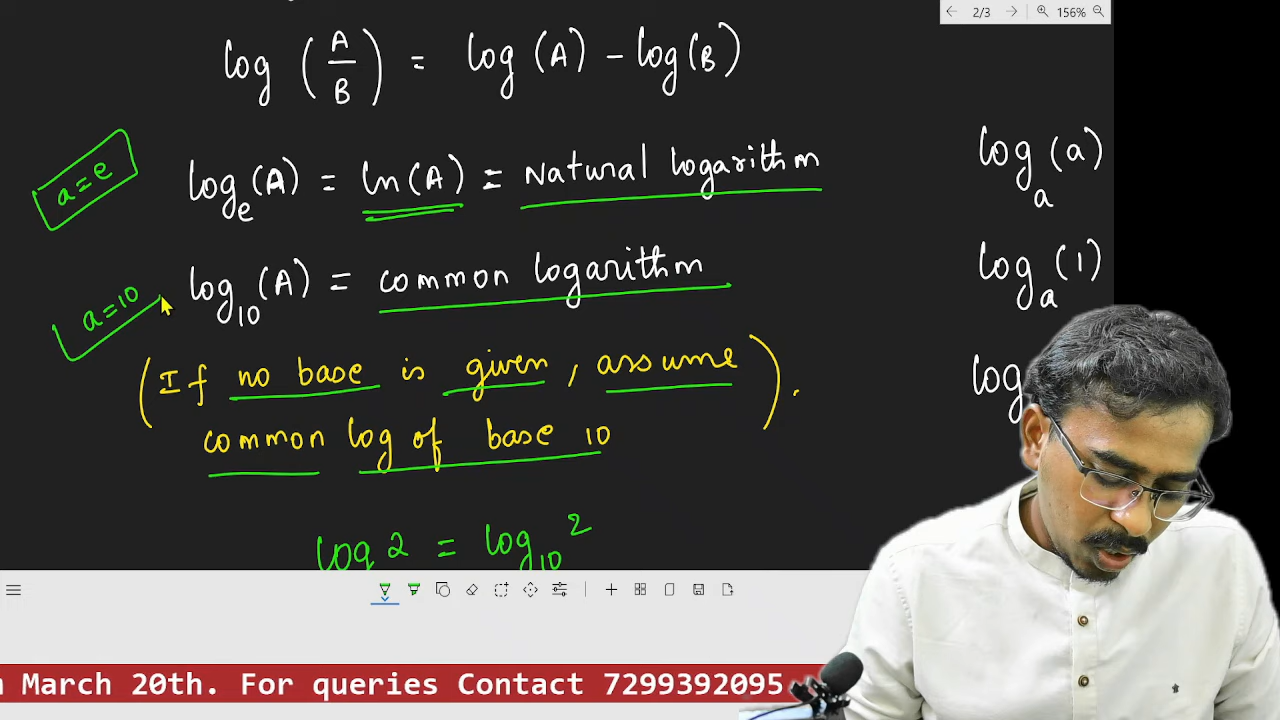 2/3 156%
log (A/B) = log (A) - log(B)
a=e
log_e(A) = ln(A) = Natural logarithm
log_a(a)
a=10
log_10(A) = common logarithm
log_a(1)
(If no base is given, assume
common log of base 10).
log
log 2 = log_10 2
March 20th. For queries Contact 7299392095